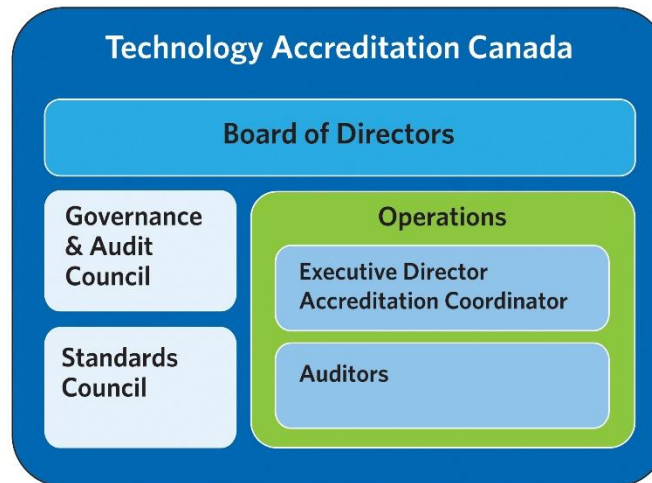 Technology Accreditation Canada
Board of Directors
Governance
& Audit
Council
Standards
Council
Operations
Executive Director
Accreditation Coordinator
Auditors